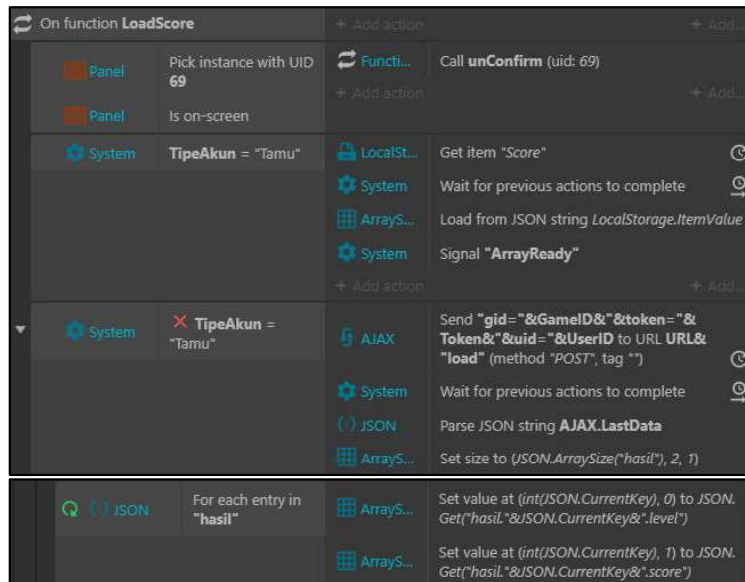 On function LoadScore
+ Add action
+ Add...
Panel
Pick instance with UID
69
Functi...
Call unConfirm (uid: 69)
+ Add action
+ Add...
Panel
Is on-screen
System
TipeAkun = "Tamu"
LocalSt...
Get item "Score"
System
Wait for previous actions to complete
ArrayS...
Load from JSON string LocalStorage.ItemValue
System
Signal "ArrayReady"
+ Add action
+ Add...
System
TipeAkun =
"Tamu"
AJAX
Send "gid="&GameID&"&token="&
Token&"&uid="&UserID to URL URL&
"load" (method "POST", tag "")
System
Wait for previous actions to complete
JSON
Parse JSON string AJAX.LastData
ArrayS...
Set size to (JSON.ArraySize("hasil"), 2, 1)
JSON
For each entry in
"hasil"
ArrayS...
Set value at (int(JSON.CurrentKey), 0) to JSON.
Get("hasil."&JSON.CurrentKey&".level")
ArrayS...
Set value at (int(JSON.CurrentKey), 1) to JSON.
Get("hasil."&JSON.CurrentKey&".score")